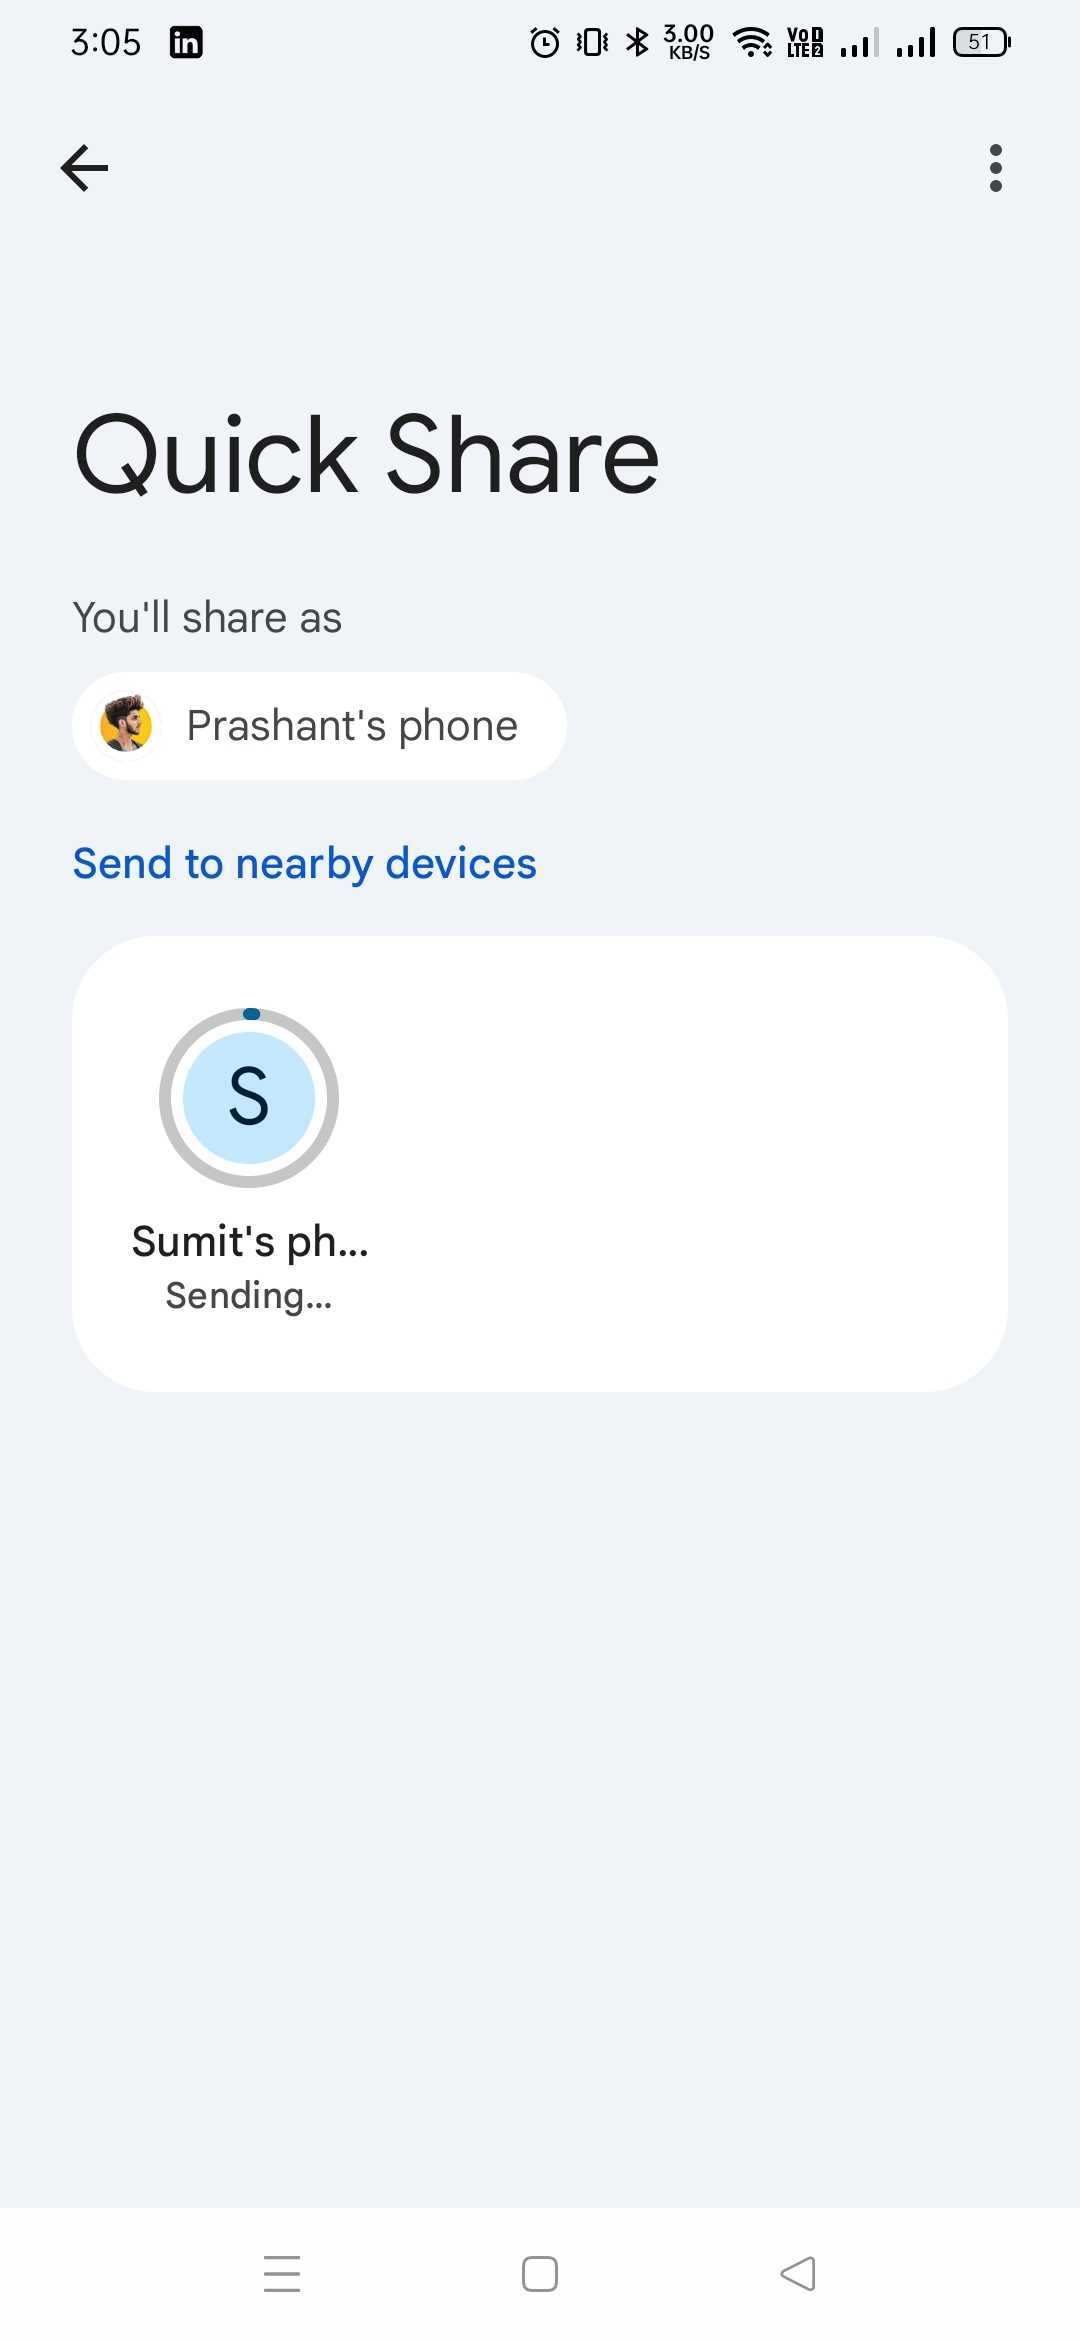 3:05 in 3.00 KB/S VoD LTE2 51
Quick Share
You'll share as
Prashant's phone
Send to nearby devices
S
Sumit's ph...
Sending...